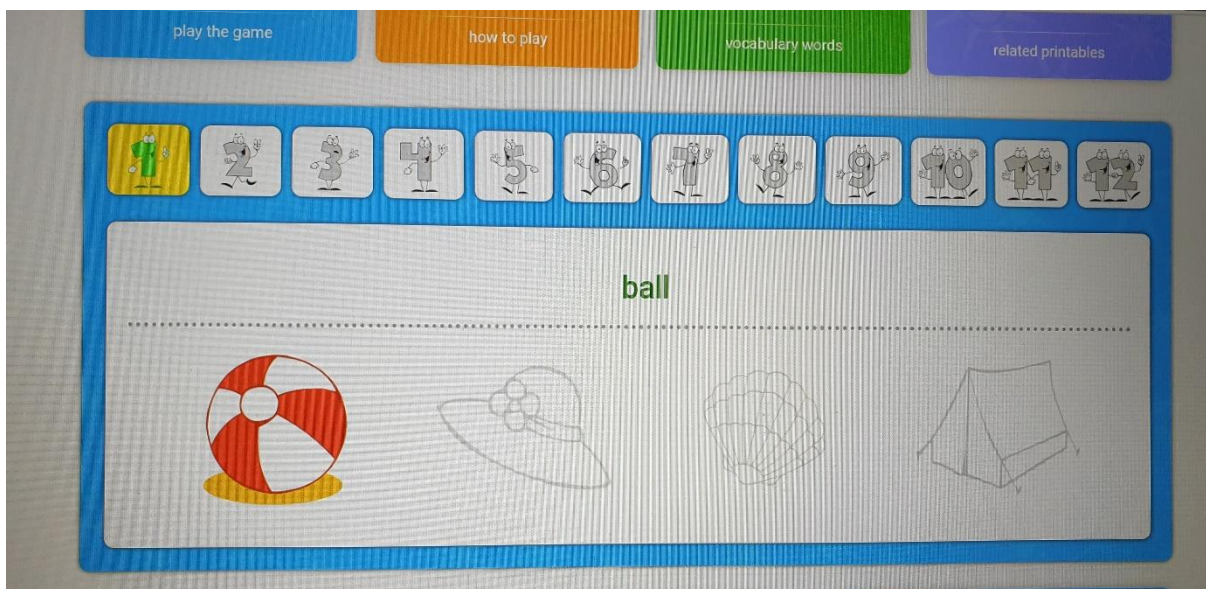 play the game
how to play
vocabulary words
related printables
1 2 3 4 5 6 7 8 9 10 11 12
ball